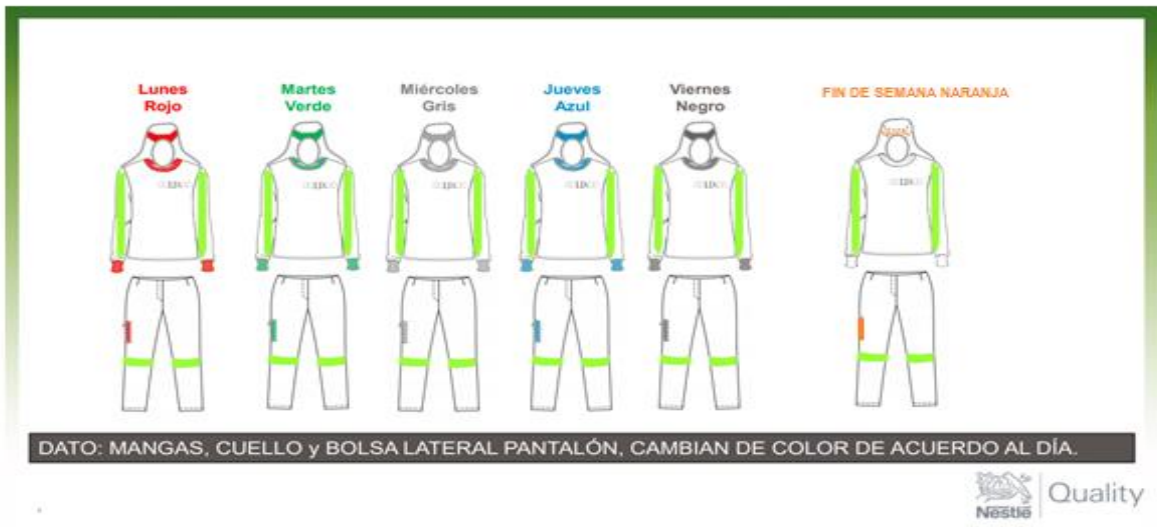 Lunes
Rojo
Martes
Verde
Miércoles
Gris
Jueves
Azul
Viernes
Negro
FIN DE SEMANA NARANJA
DATO: MANGAS, CUELLO y BOLSA LATERAL PANTALÓN, CAMBIAN DE COLOR DE ACUERDO AL DÍA.
Nestlé
Quality